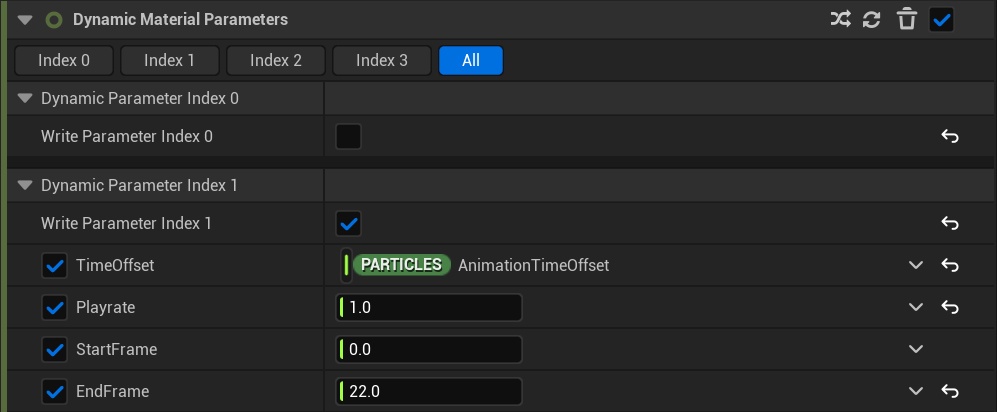 Dynamic Material Parameters
Index 0 Index 1 Index 2 Index 3 All
Dynamic Parameter Index 0
Write Parameter Index 0
Dynamic Parameter Index 1
Write Parameter Index 1
TimeOffset PARTICLES AnimationTimeOffset
Playrate 1.0
StartFrame 0.0
EndFrame 22.0